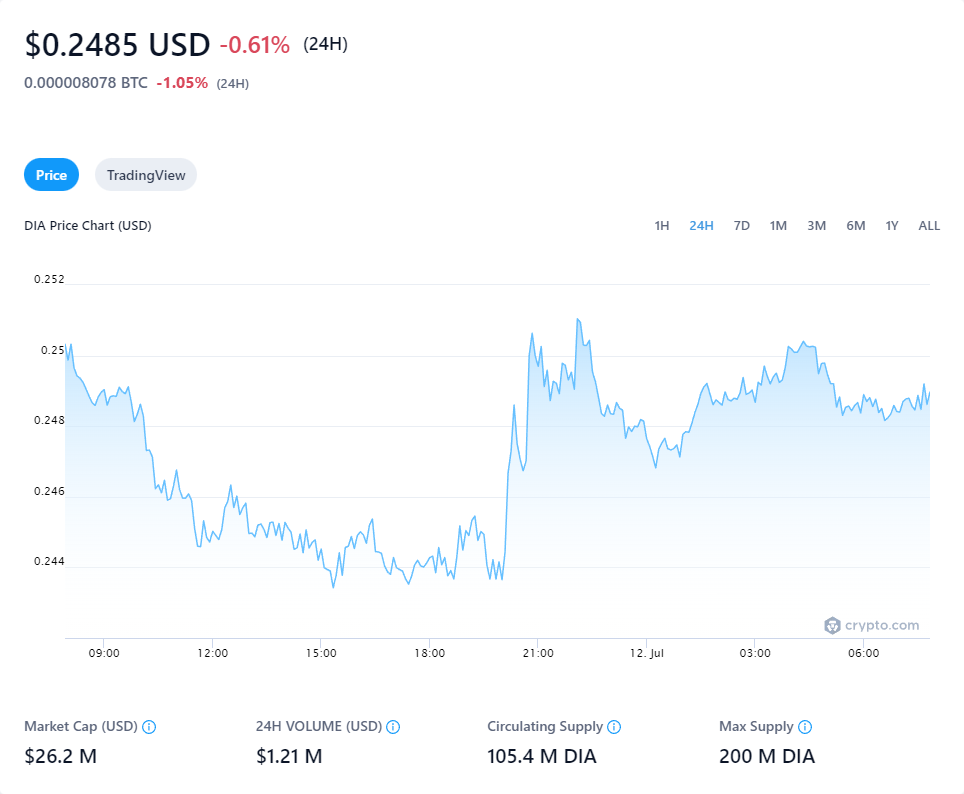 $0.2485 USD -0.61% (24H)
0.000008078 BTC -1.05% (24H)
Price TradingView
DIA Price Chart (USD) 1H 24H 7D 1M 3M 6M 1Y ALL
0.252
0.25
0.248
0.246
0.244
crypto.com
09:00 12:00 15:00 18:00 21:00 12. Jul 03:00 06:00
Market Cap (USD) 24H VOLUME (USD) Circulating Supply Max Supply
$26.2 M $1.21 M 105.4 M DIA 200 M DIA